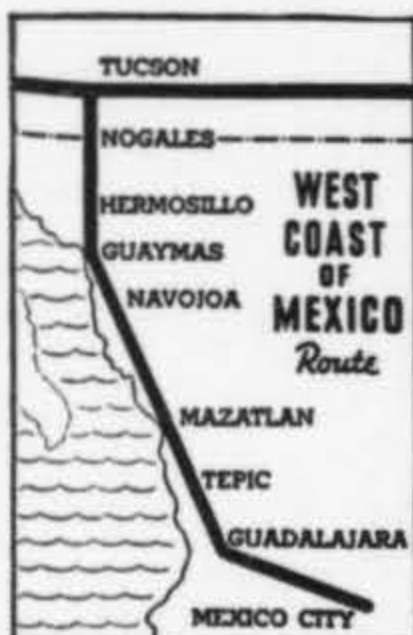 TUCSON
NOGALES
HERMOSILLO
GUAYMAS
NAVOJOA
WEST
COAST
OF
MEXICO
Route
MAZATLAN
TEPIC
GUADALAJARA
MEXICO CITY